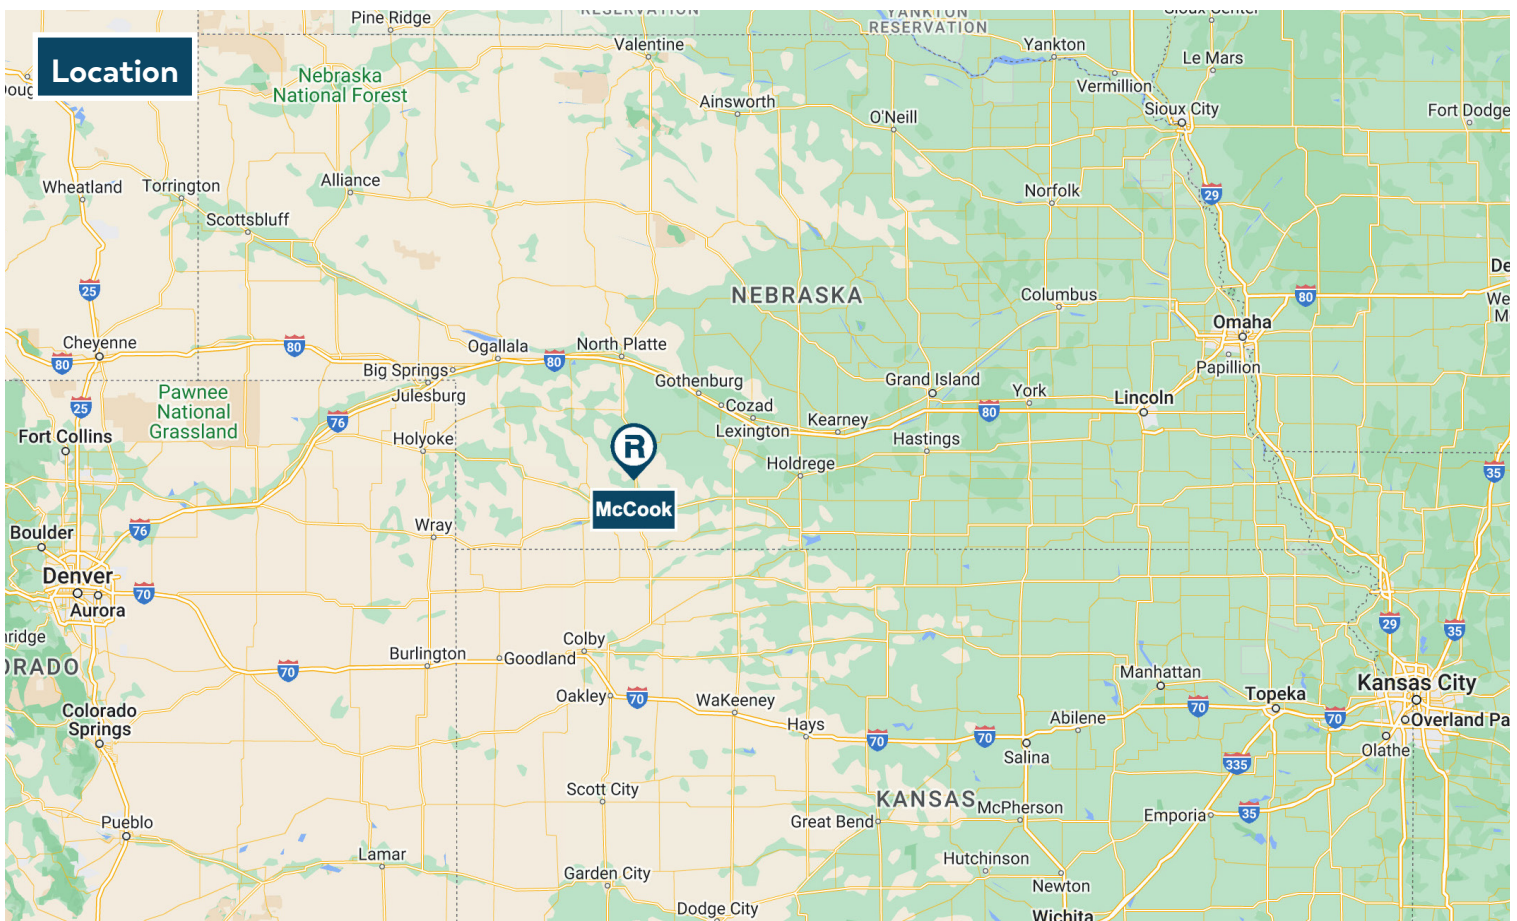 Location
Pine Ridge
RESERVATION
YANKTON
RESERVATION
Sioux Center
Valentine
Yankton
Le Mars
Nebraska
National Forest
Vermillion
Ainsworth
Sioux City
O'Neill
Fort Dodge
Wheatland
Torrington
Alliance
Norfolk
29
Scottsbluff
25
NEBRASKA
Columbus
80
Omaha
Cheyenne
80
80
Ogallala
80
North Platte
Papillion
Big Springs
Julesburg
Gothenburg
Grand Island
York
Lincoln
Pawnee
National
Grassland
25
76
Cozad
Lexington
Kearney
80
Fort Collins
Holyoke
Hastings
R
Holdrege
35
McCook
Boulder
76
Wray
Denver
Aurora
70
29
35
ORADO
Burlington
Goodland
Colby
70
Manhattan
Kansas City
Oakley
70
WaKeeney
Topeka
70
70
Overland Pa
Colorado
Springs
Hays
70
70
Abilene
Salina
Olathe
335
Scott City
KANSAS
McPherson
Emporia
35
Pueblo
Great Bend
Lamar
Hutchinson
Garden City
Newton
Dodge City
Wichita